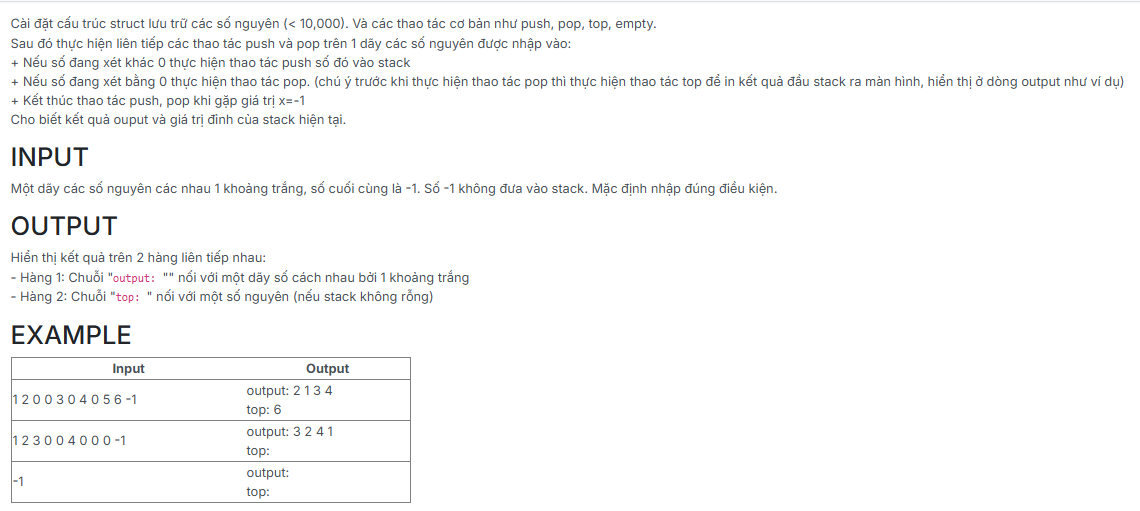 Cài đặt cấu trúc struct lưu trữ các số nguyên (< 10,000). Và các thao tác cơ bản như push, pop, top, empty.
Sau đó thực hiện liên tiếp các thao tác push và pop trên 1 dãy các số nguyên được nhập vào:
+ Nếu số đang xét khác 0 thực hiện thao tác push số đó vào stack
+ Nếu số đang xét bằng 0 thực hiện thao tác pop. (chú ý trước khi thực hiện thao tác pop thì thực hiện thao tác top để in kết quả đầu stack ra màn hình, hiển thị ở dòng output như ví dụ)
+ Kết thúc thao tác push, pop khi gặp giá trị x=-1
Cho biết kết quả ouput và giá trị đỉnh của stack hiện tại.
INPUT
Một dãy các số nguyên các nhau 1 khoảng trắng, số cuối cùng là -1. Số -1 không đưa vào stack. Mặc định nhập đúng điều kiện.
OUTPUT
Hiển thị kết quả trên 2 hàng liên tiếp nhau:
- Hàng 1: Chuỗi "output: "" nối với một dãy số cách nhau bởi 1 khoảng trắng
- Hàng 2: Chuỗi "top: " nối với một số nguyên (nếu stack không rỗng)
EXAMPLE
Input Output
1 2 0 0 3 0 4 0 5 6 -1
output: 2 1 3 4
top: 6
1 2 3 0 0 4 0 0 0 -1
output: 3 2 4 1
top:
-1
output:
top: